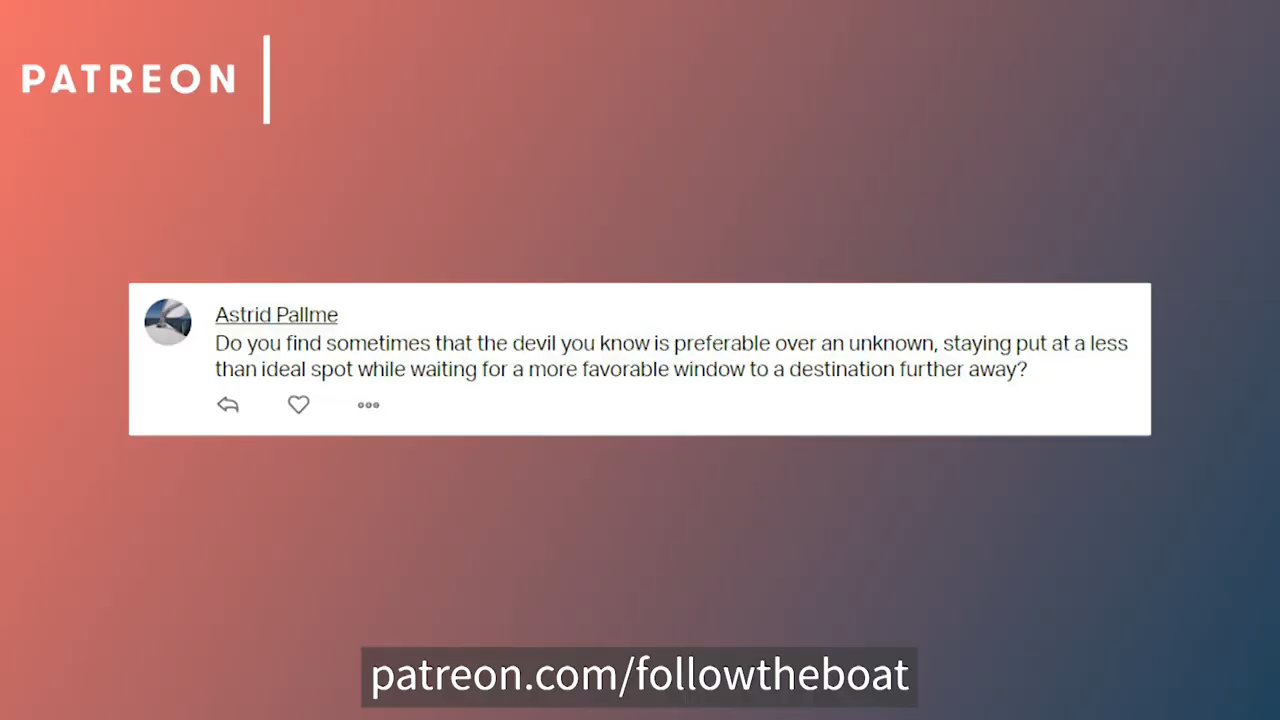 PATREON
Astrid Pallme
Do you find sometimes that the devil you know is preferable over an unknown, staying put at a less
than ideal spot while waiting for a more favorable window to a destination further away?
patreon.com/followtheboat